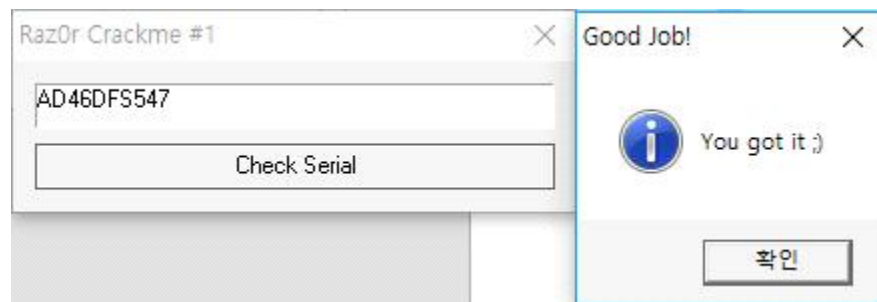 Raz0r Crackme #1
AD46DFS547
Check Serial
Good Job!
You got it ;)
확인